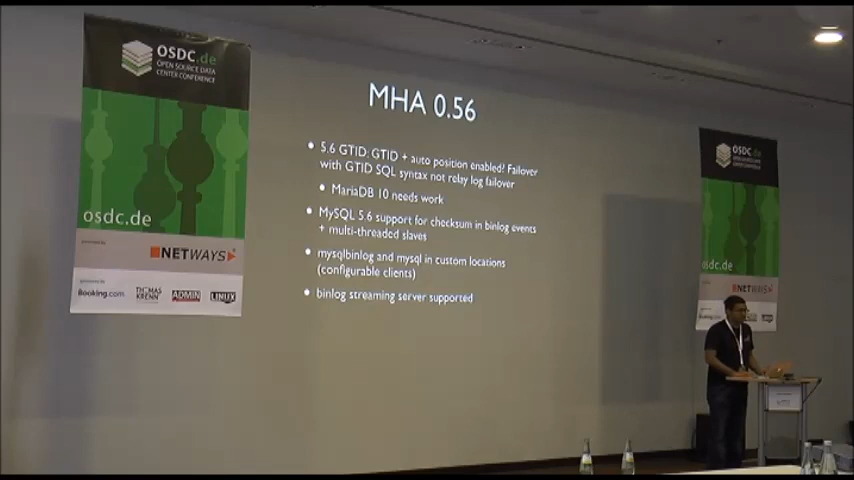 OSDC.de
OPEN SOURCE DATA
CENTER CONFERENCE
osdc.de
NETWAYS
Booking.com
THOMAS
KRENN
ADMIN
LINUX
MHA 0.56
• 5.6 GTID: GTID + auto position enabled? Failover
with GTID SQL syntax not relay log failover
• MariaDB 10 needs work
• MySQL 5.6 support for checksum in binlog events
+ multi-threaded slaves
• mysqlbinlog and mysql in custom locations
(configurable clients)
• binlog streaming server supported
OSDC.de
OPEN SOURCE DATA
CENTER CONFERENCE
osdc.de
NETWAYS